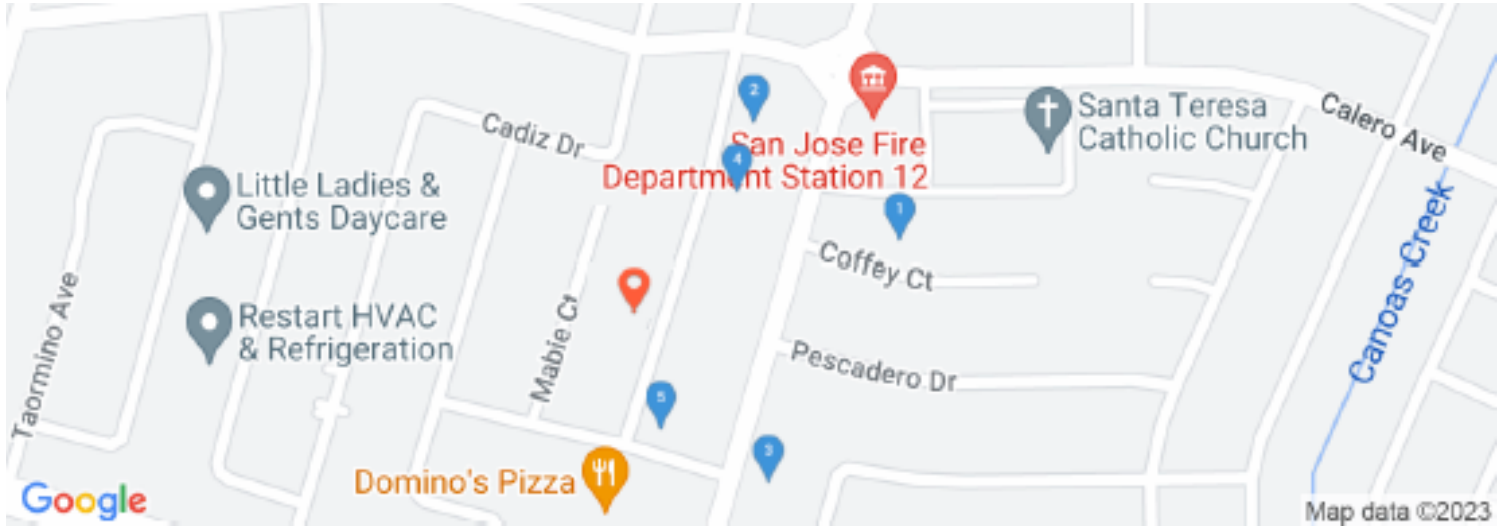 2
San Jose Fire
Department Station 12
4
Santa Teresa
Catholic Church
Calero Ave
Cadiz Dr
Little Ladies &
Gents Daycare
1
Coffey Ct
Canoas Creek
Taormino Ave
Restart HVAC
& Refrigeration
Mabie Ct
Pescadero Dr
5
3
Domino's Pizza
Google
Map data ©2023